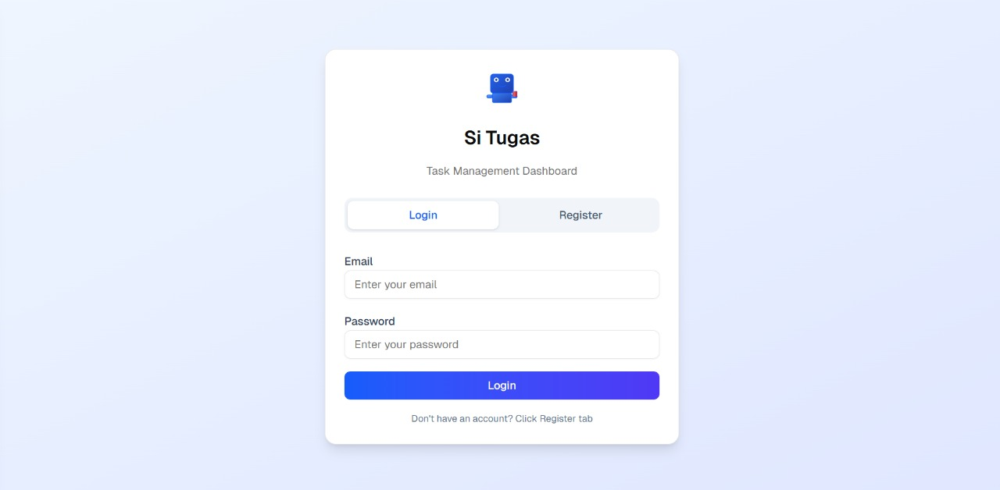 Si Tugas
Task Management Dashboard
Login Register
Email
Enter your email
Password
Enter your password
Login
Don't have an account? Click Register tab